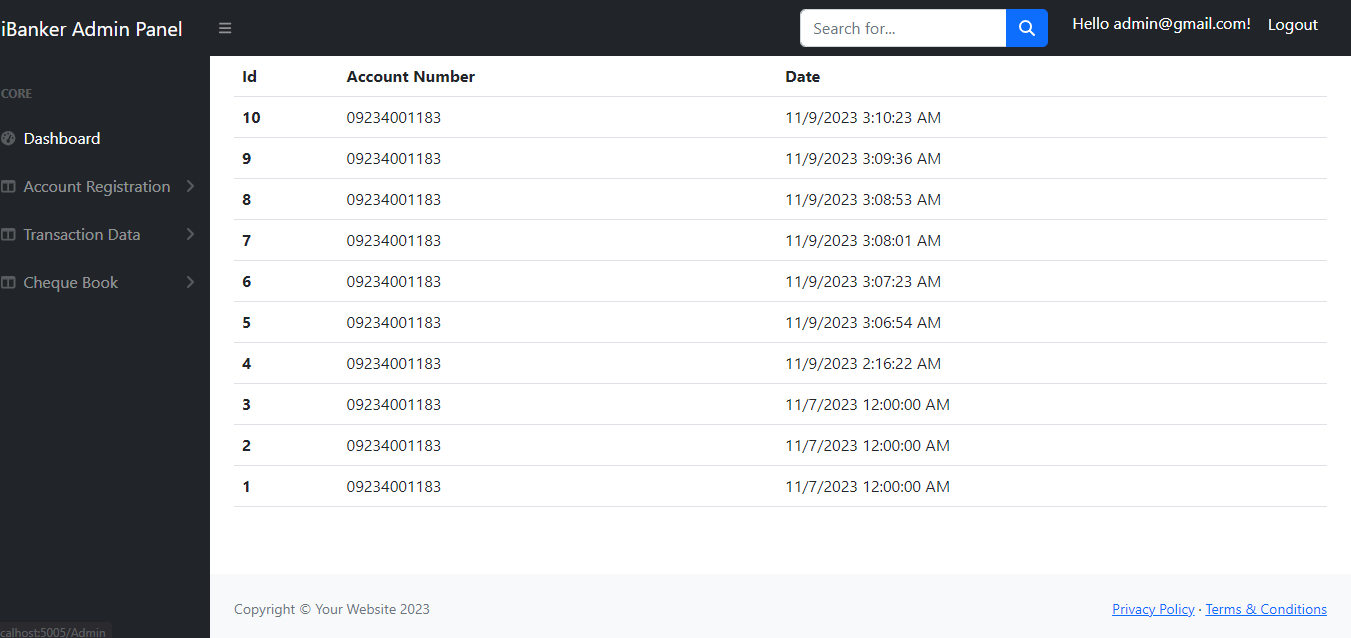 iBanker Admin Panel
Search for...
Hello admin@gmail.com!
Logout
CORE
Dashboard
Account Registration
Transaction Data
Cheque Book
Id Account Number Date
10 09234001183 11/9/2023 3:10:23 AM
9 09234001183 11/9/2023 3:09:36 AM
8 09234001183 11/9/2023 3:08:53 AM
7 09234001183 11/9/2023 3:08:01 AM
6 09234001183 11/9/2023 3:07:23 AM
5 09234001183 11/9/2023 3:06:54 AM
4 09234001183 11/9/2023 2:16:22 AM
3 09234001183 11/7/2023 12:00:00 AM
2 09234001183 11/7/2023 12:00:00 AM
1 09234001183 11/7/2023 12:00:00 AM
Copyright © Your Website 2023
Privacy Policy · Terms & Conditions
calhost:5005/Admin